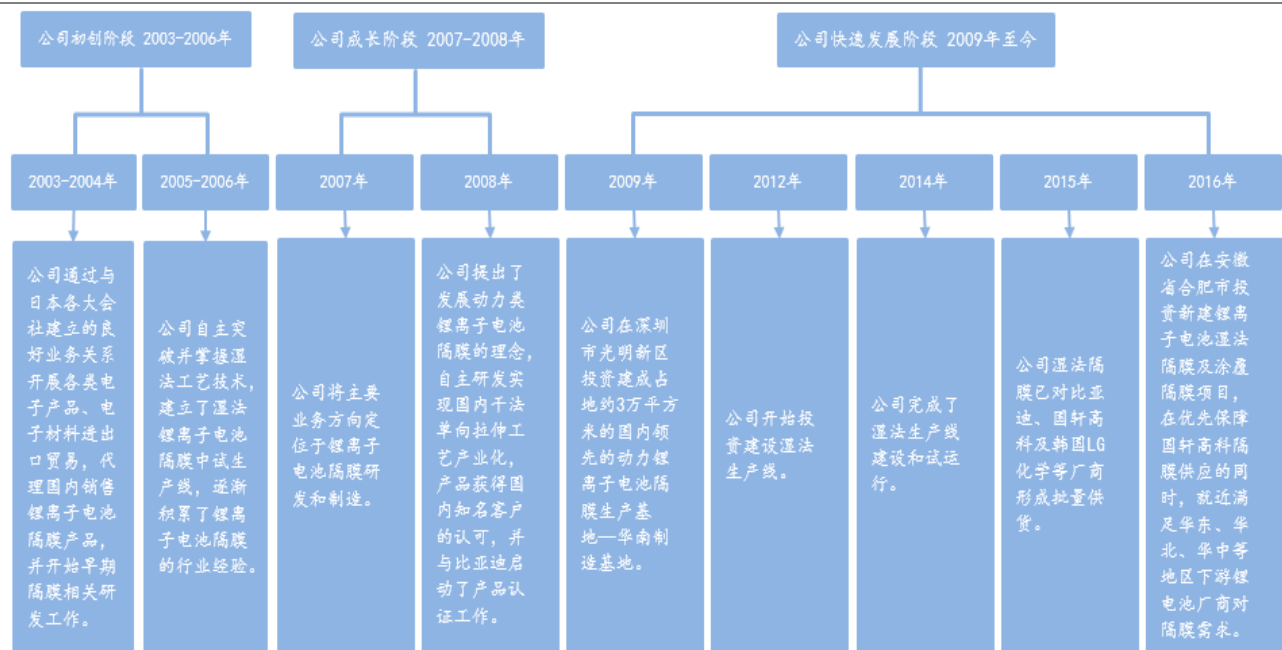 公司初创阶段 2003-2006年
公司成长阶段 2007-2008年
公司快速发展阶段 2009年至今
2003-2004年
2005-2006年
2007年
2008年
2009年
2012年
2014年
2015年
2016年
公司通过与
日本各大会
社建立的良
好业务关系
开展各类电
子产品、电
子材料进出
口贸易，代
理国内销售
锂离子电池
隔膜产品，
并开始早期
隔膜相关研
发工作。
公司自主突
破并掌握湿
法工艺技术，
建立了湿法
锂离子电池
隔膜中试生
产线，逐渐
积累了锂离
子电池隔膜
的行业经验。
公司将主要
业务方向定
位于锂离子
电池隔膜研
发和制造。
公司提出了
发展动力类
锂离子电池
隔膜的理念，
自主研发实
现国内干法
单向拉伸工
艺产业化，
产品获得国
内知名客户
的认可，并
与比亚迪启
动了产品认
证工作。
公司在深圳
市光明新区
投资建成占
地约3万平方
米的国内领
先的动力锂
离子电池隔
膜生产基
地—华南制
造基地。
公司开始投
资建设湿法
生产线。
公司完成了
湿法生产线
建设和试运
行。
公司湿法隔
膜已对比亚
迪、国轩高
科及韩国LG
化学等厂商
形成批量供
货。
公司在安徽
省合肥市投
资新建锂离
子电池湿法
隔膜及涂覆
隔膜项目，
在优先保障
国轩高科隔
膜供应的同
时，就近满
足华东、华
北、华中等
地区下游锂
电池厂商对
隔膜需求。